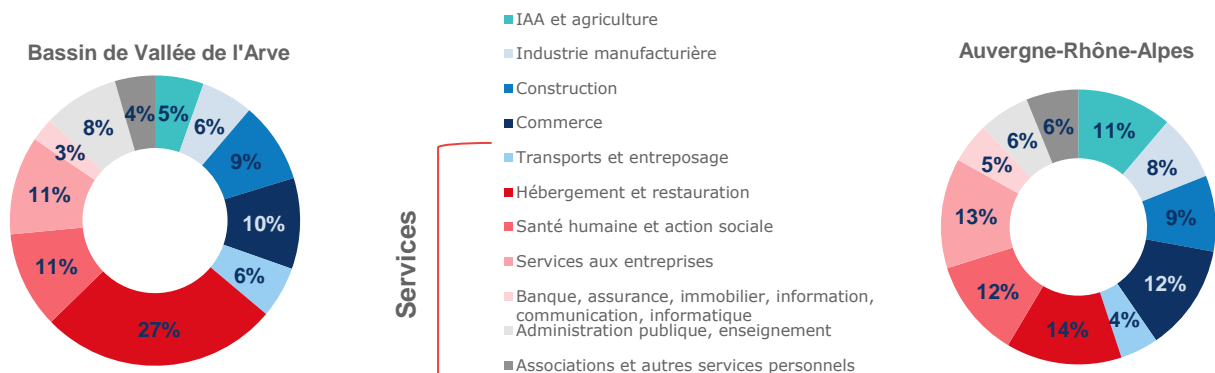 Bassin de Vallée de l'Arve
4%
5%
6%
9%
10%
6%
27%
11%
11%
3%
8%
Services
IAA et agriculture
Industrie manufacturière
Construction
Commerce
Transports et entreposage
Hébergement et restauration
Santé humaine et action sociale
Services aux entreprises
Banque, assurance, immobilier, information,
communication, informatique
Administration publique, enseignement
Associations et autres services personnels
Auvergne-Rhône-Alpes
6%
11%
8%
9%
12%
4%
14%
12%
13%
5%
6%